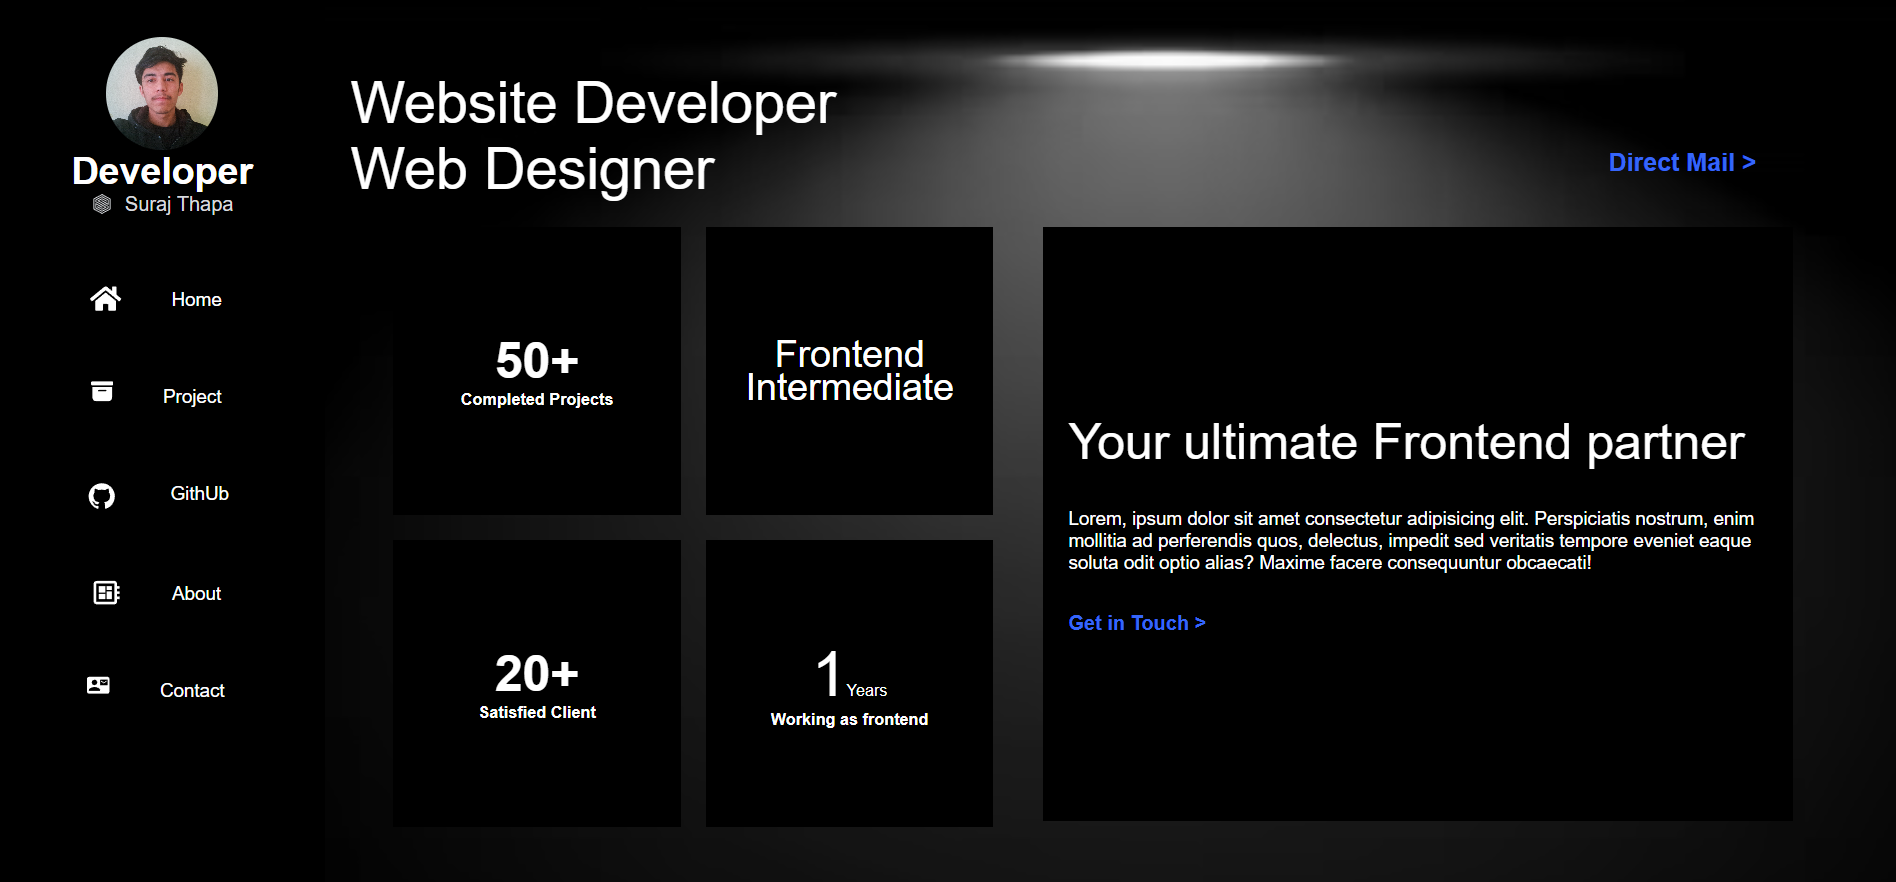 Developer
Suraj Thapa
Home
Project
GithUb
About
Contact
Website Developer
Web Designer
Direct Mail >
50+
Completed Projects
Frontend
Intermediate
20+
Satisfied Client
1 Years
Working as frontend
Your ultimate Frontend partner
Lorem, ipsum dolor sit amet consectetur adipisicing elit. Perspiciatis nostrum, enim
mollitia ad perferendis quos, delectus, impedit sed veritatis tempore eveniet eaque
soluta odit optio alias? Maxime facere consequuntur obcaecati!
Get in Touch >